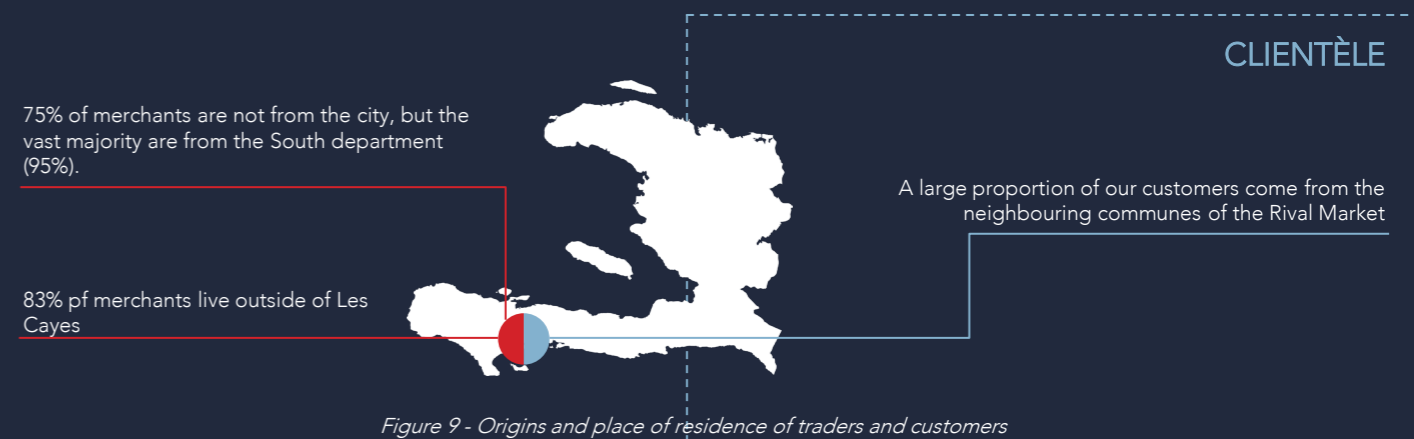 CLIENTÈLE
75% of merchants are not from the city, but the
vast majority are from the South department
(95%).
A large proportion of our customers come from the
neighbouring communes of the Rival Market
83% pf merchants live outside of Les
Cayes
Figure 9 - Origins and place of residence of traders and customers